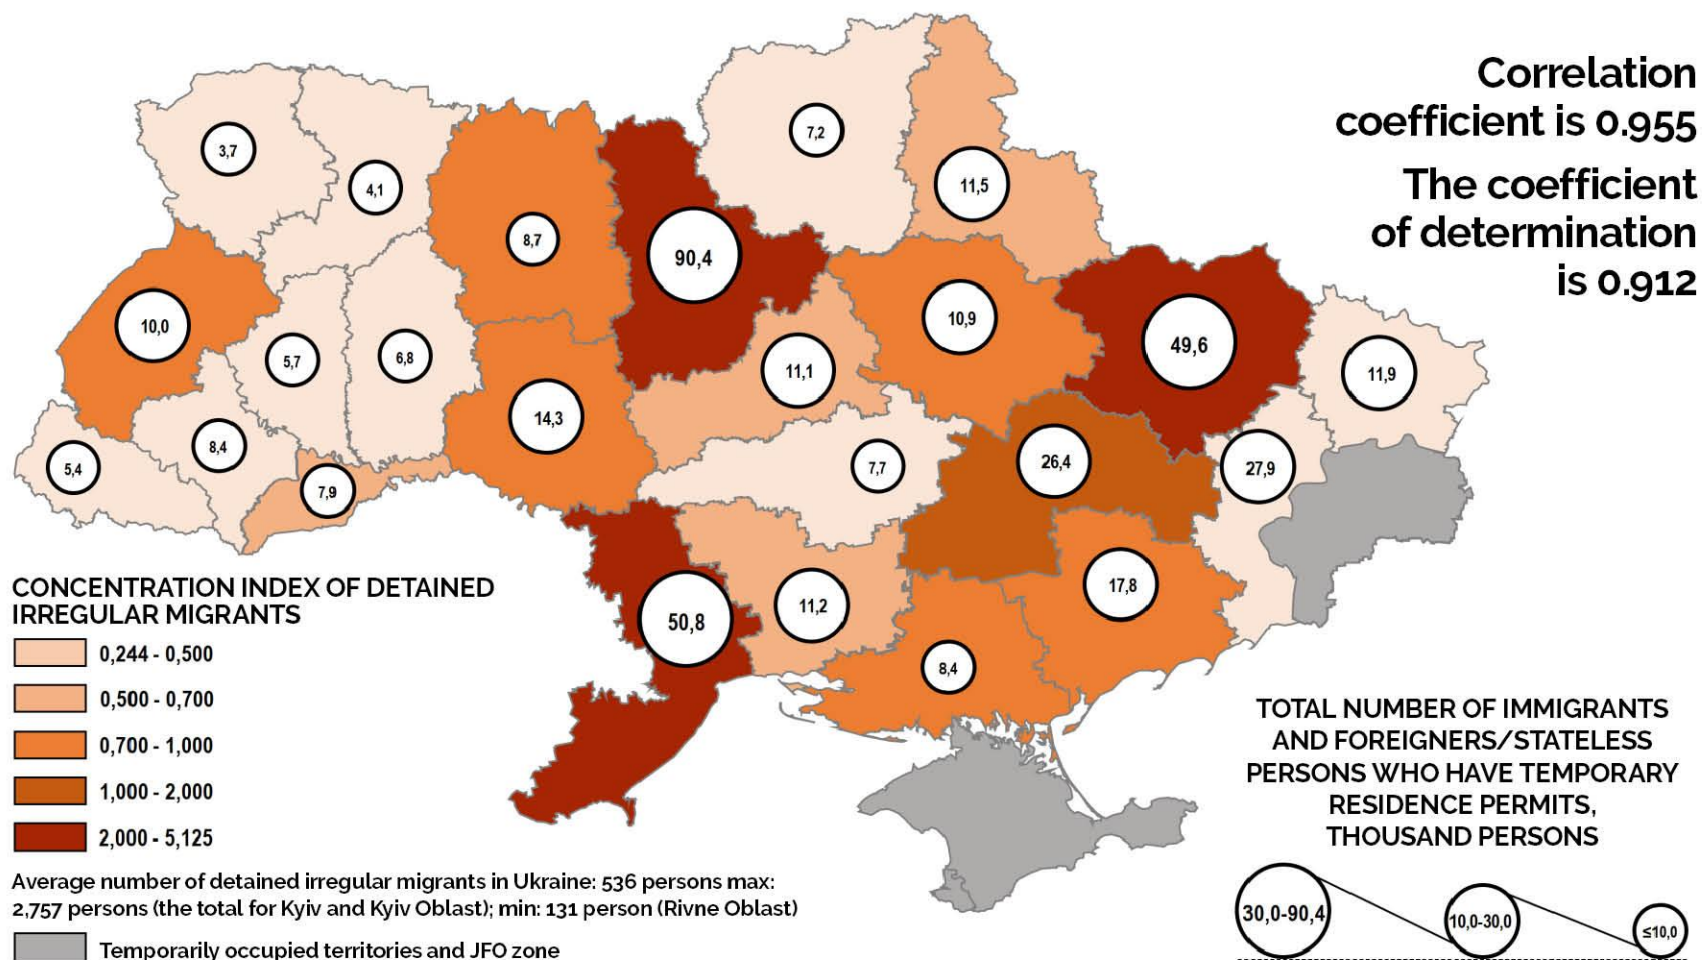 Correlation
coefficient is 0.955
The coefficient
of determination
is 0.912
7,2
3,7
4,1
11,5
8,7
90,4
10,0
10,9
49,6
5,7
6,8
11,1
11,9
14,3
8,4
5,4
7,9
7,7
26,4
27,9
50,8
11,2
17,8
8,4
CONCENTRATION INDEX OF DETAINED
IRREGULAR MIGRANTS
0,244 - 0,500
0,500 - 0,700
0,700 - 1,000
1,000 - 2,000
2,000 - 5,125
Average number of detained irregular migrants in Ukraine: 536 persons max:
2,757 persons (the total for Kyiv and Kyiv Oblast); min: 131 person (Rivne Oblast)
Temporarily occupied territories and JFO zone
TOTAL NUMBER OF IMMIGRANTS
AND FOREIGNERS/STATELESS
PERSONS WHO HAVE TEMPORARY
RESIDENCE PERMITS,
THOUSAND PERSONS
30,0-90,4
10,0-30,0
≤10,0